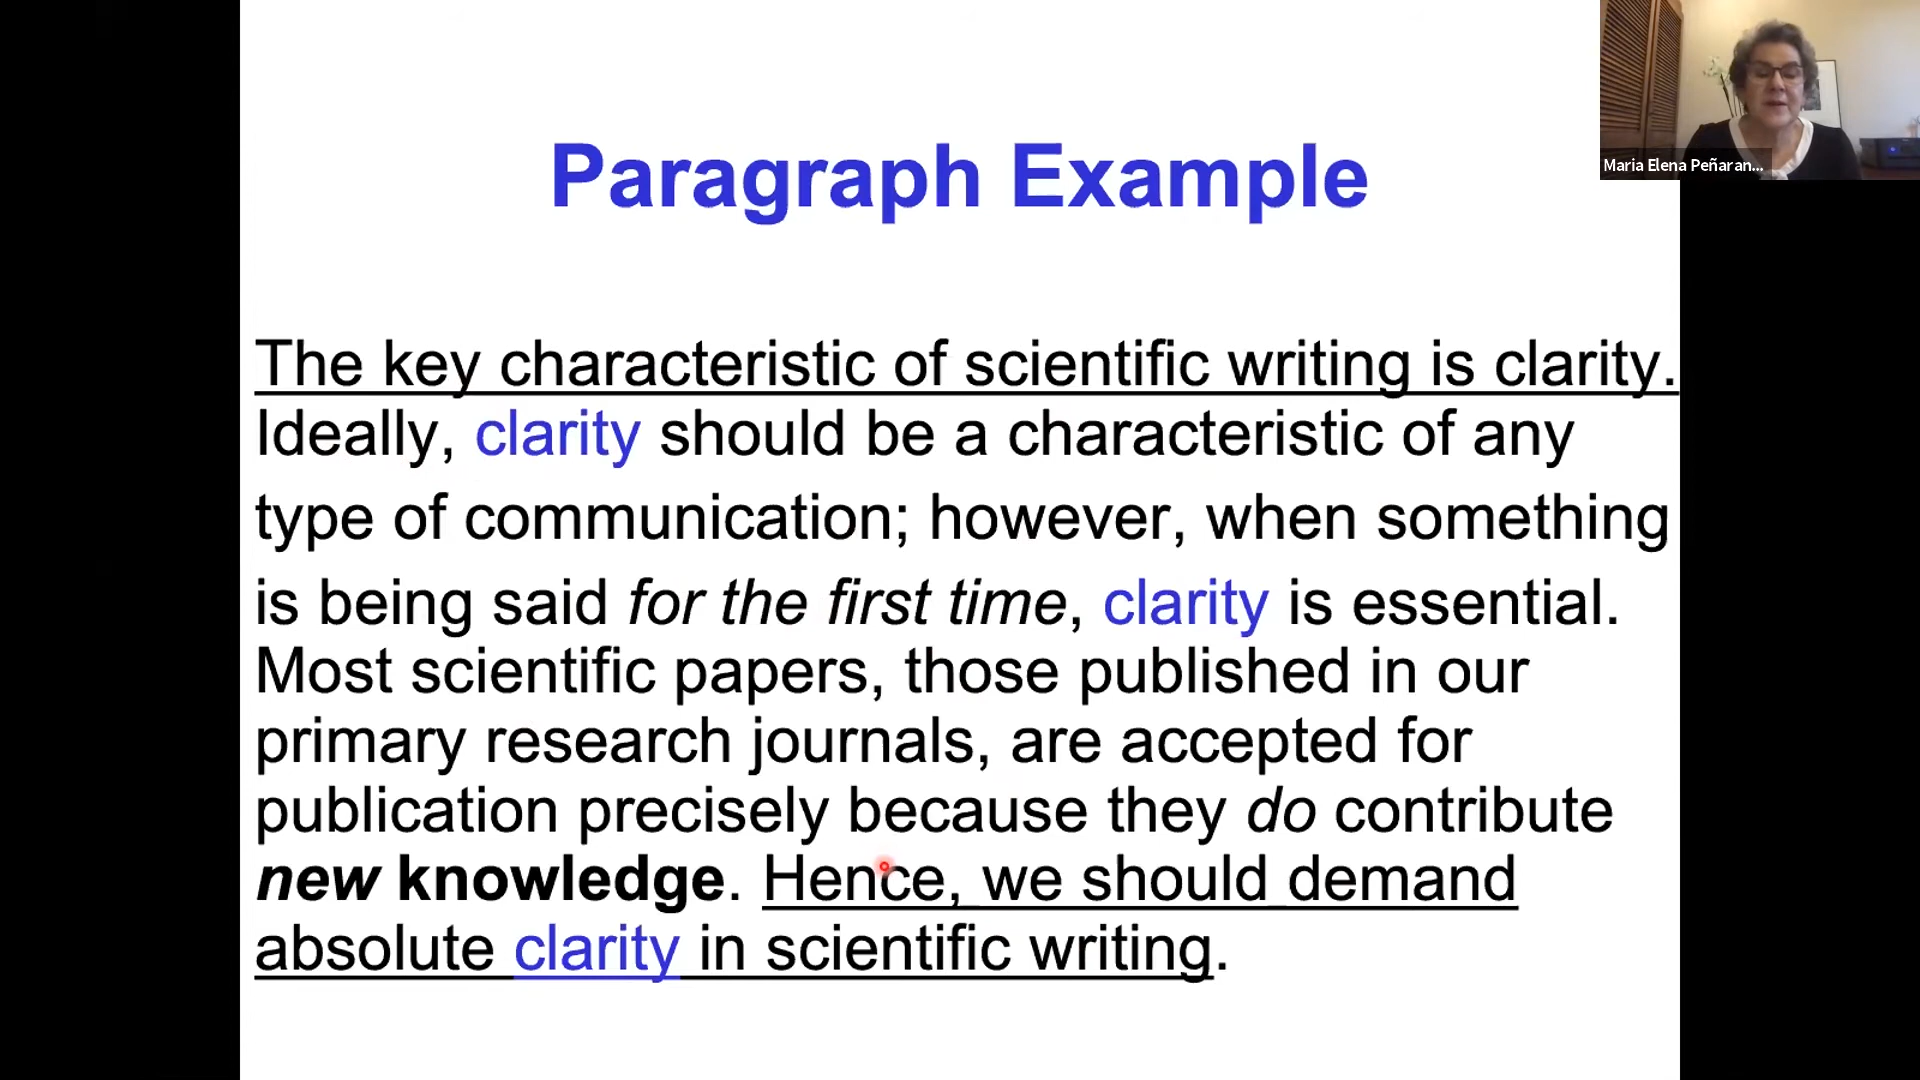 Paragraph Example
Maria Elena Peñaran...
The key characteristic of scientific writing is clarity.
Ideally, clarity should be a characteristic of any
type of communication; however, when something
is being said for the first time, clarity is essential.
Most scientific papers, those published in our
primary research journals, are accepted for
publication precisely because they do contribute
new knowledge. Hence, we should demand
absolute clarity in scientific writing.